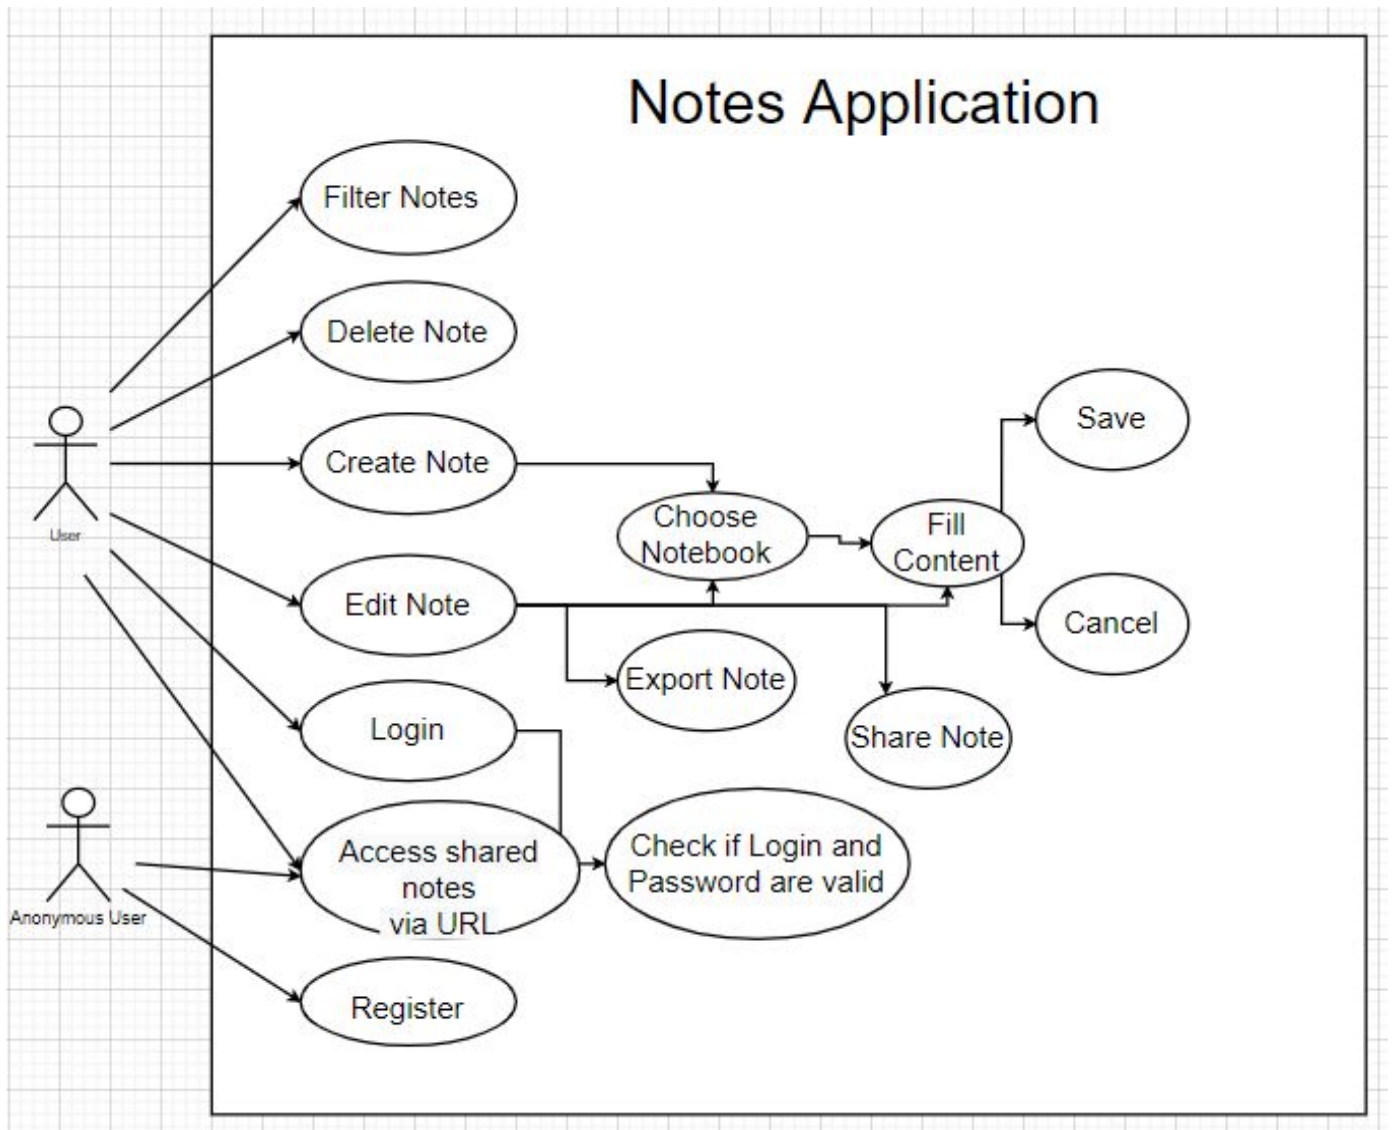 Notes Application
Filter Notes
Delete Note
Save
Create Note
Choose
Notebook
Fill
Content
User
Edit Note
Cancel
Export Note
Login
Share Note
Access shared
notes
via URL
Check if Login and
Password are valid
Anonymous User
Register